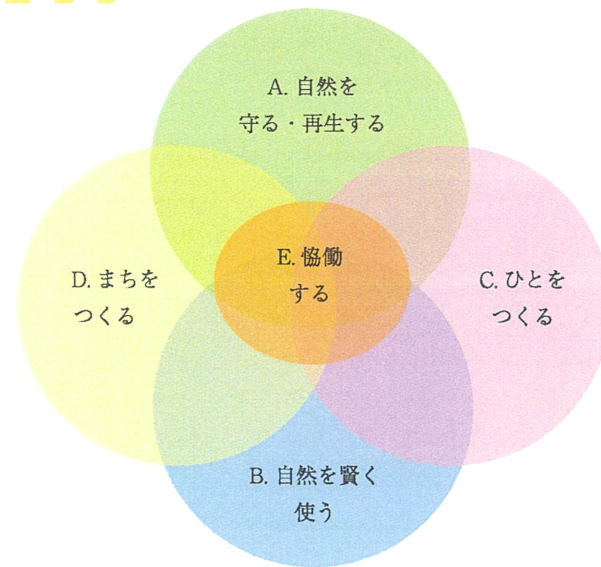 A. 自然を
守る・再生する
E. 恊働
する
D. まちを
つくる
C. ひとを
つくる
B. 自然を賢く
使う